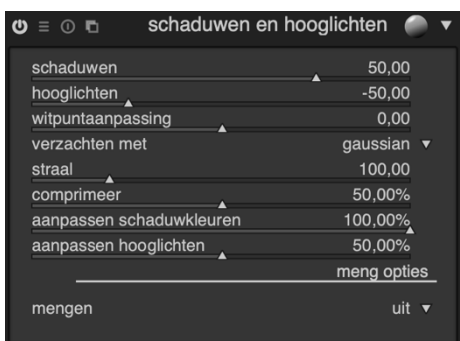 schaduwen en hooglichten
schaduwen 50,00
hooglichten -50,00
witpuntaanpassing 0,00
verzachten met gaussian
straal 100,00
comprimeer 50,00%
aanpassen schaduwkleuren 100,00%
aanpassen hooglichten 50,00%
meng opties
mengen uit